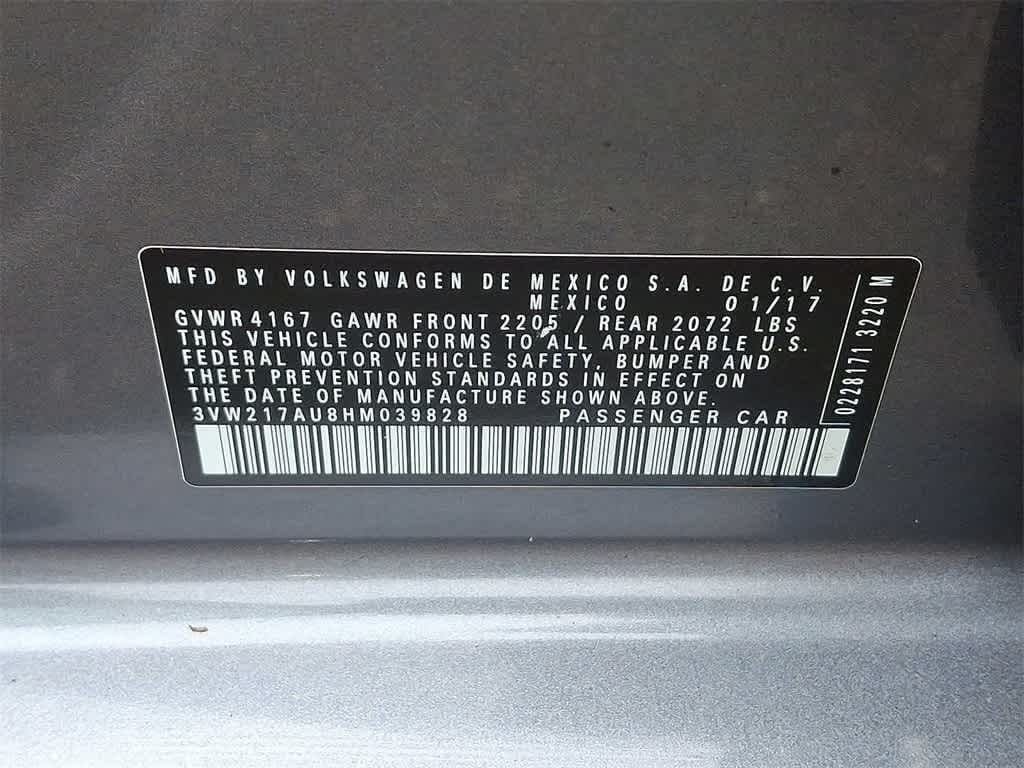 MFD BY VOLKSWAGEN DE MEXICO S.A. DE C.V.
MEXICO 01/17
GVWR 4167 GAWR FRONT 2205 / REAR 2072 LBS
THIS VEHICLE CONFORMS TO ALL APPLICABLE U.S.
FEDERAL MOTOR VEHICLE SAFETY, BUMPER AND
THEFT PREVENTION STANDARDS IN EFFECT ON
THE DATE OF MANUFACTURE SHOWN ABOVE.
3VW217AU8HM039828 PASSENGER CAR
0228171 3220 M